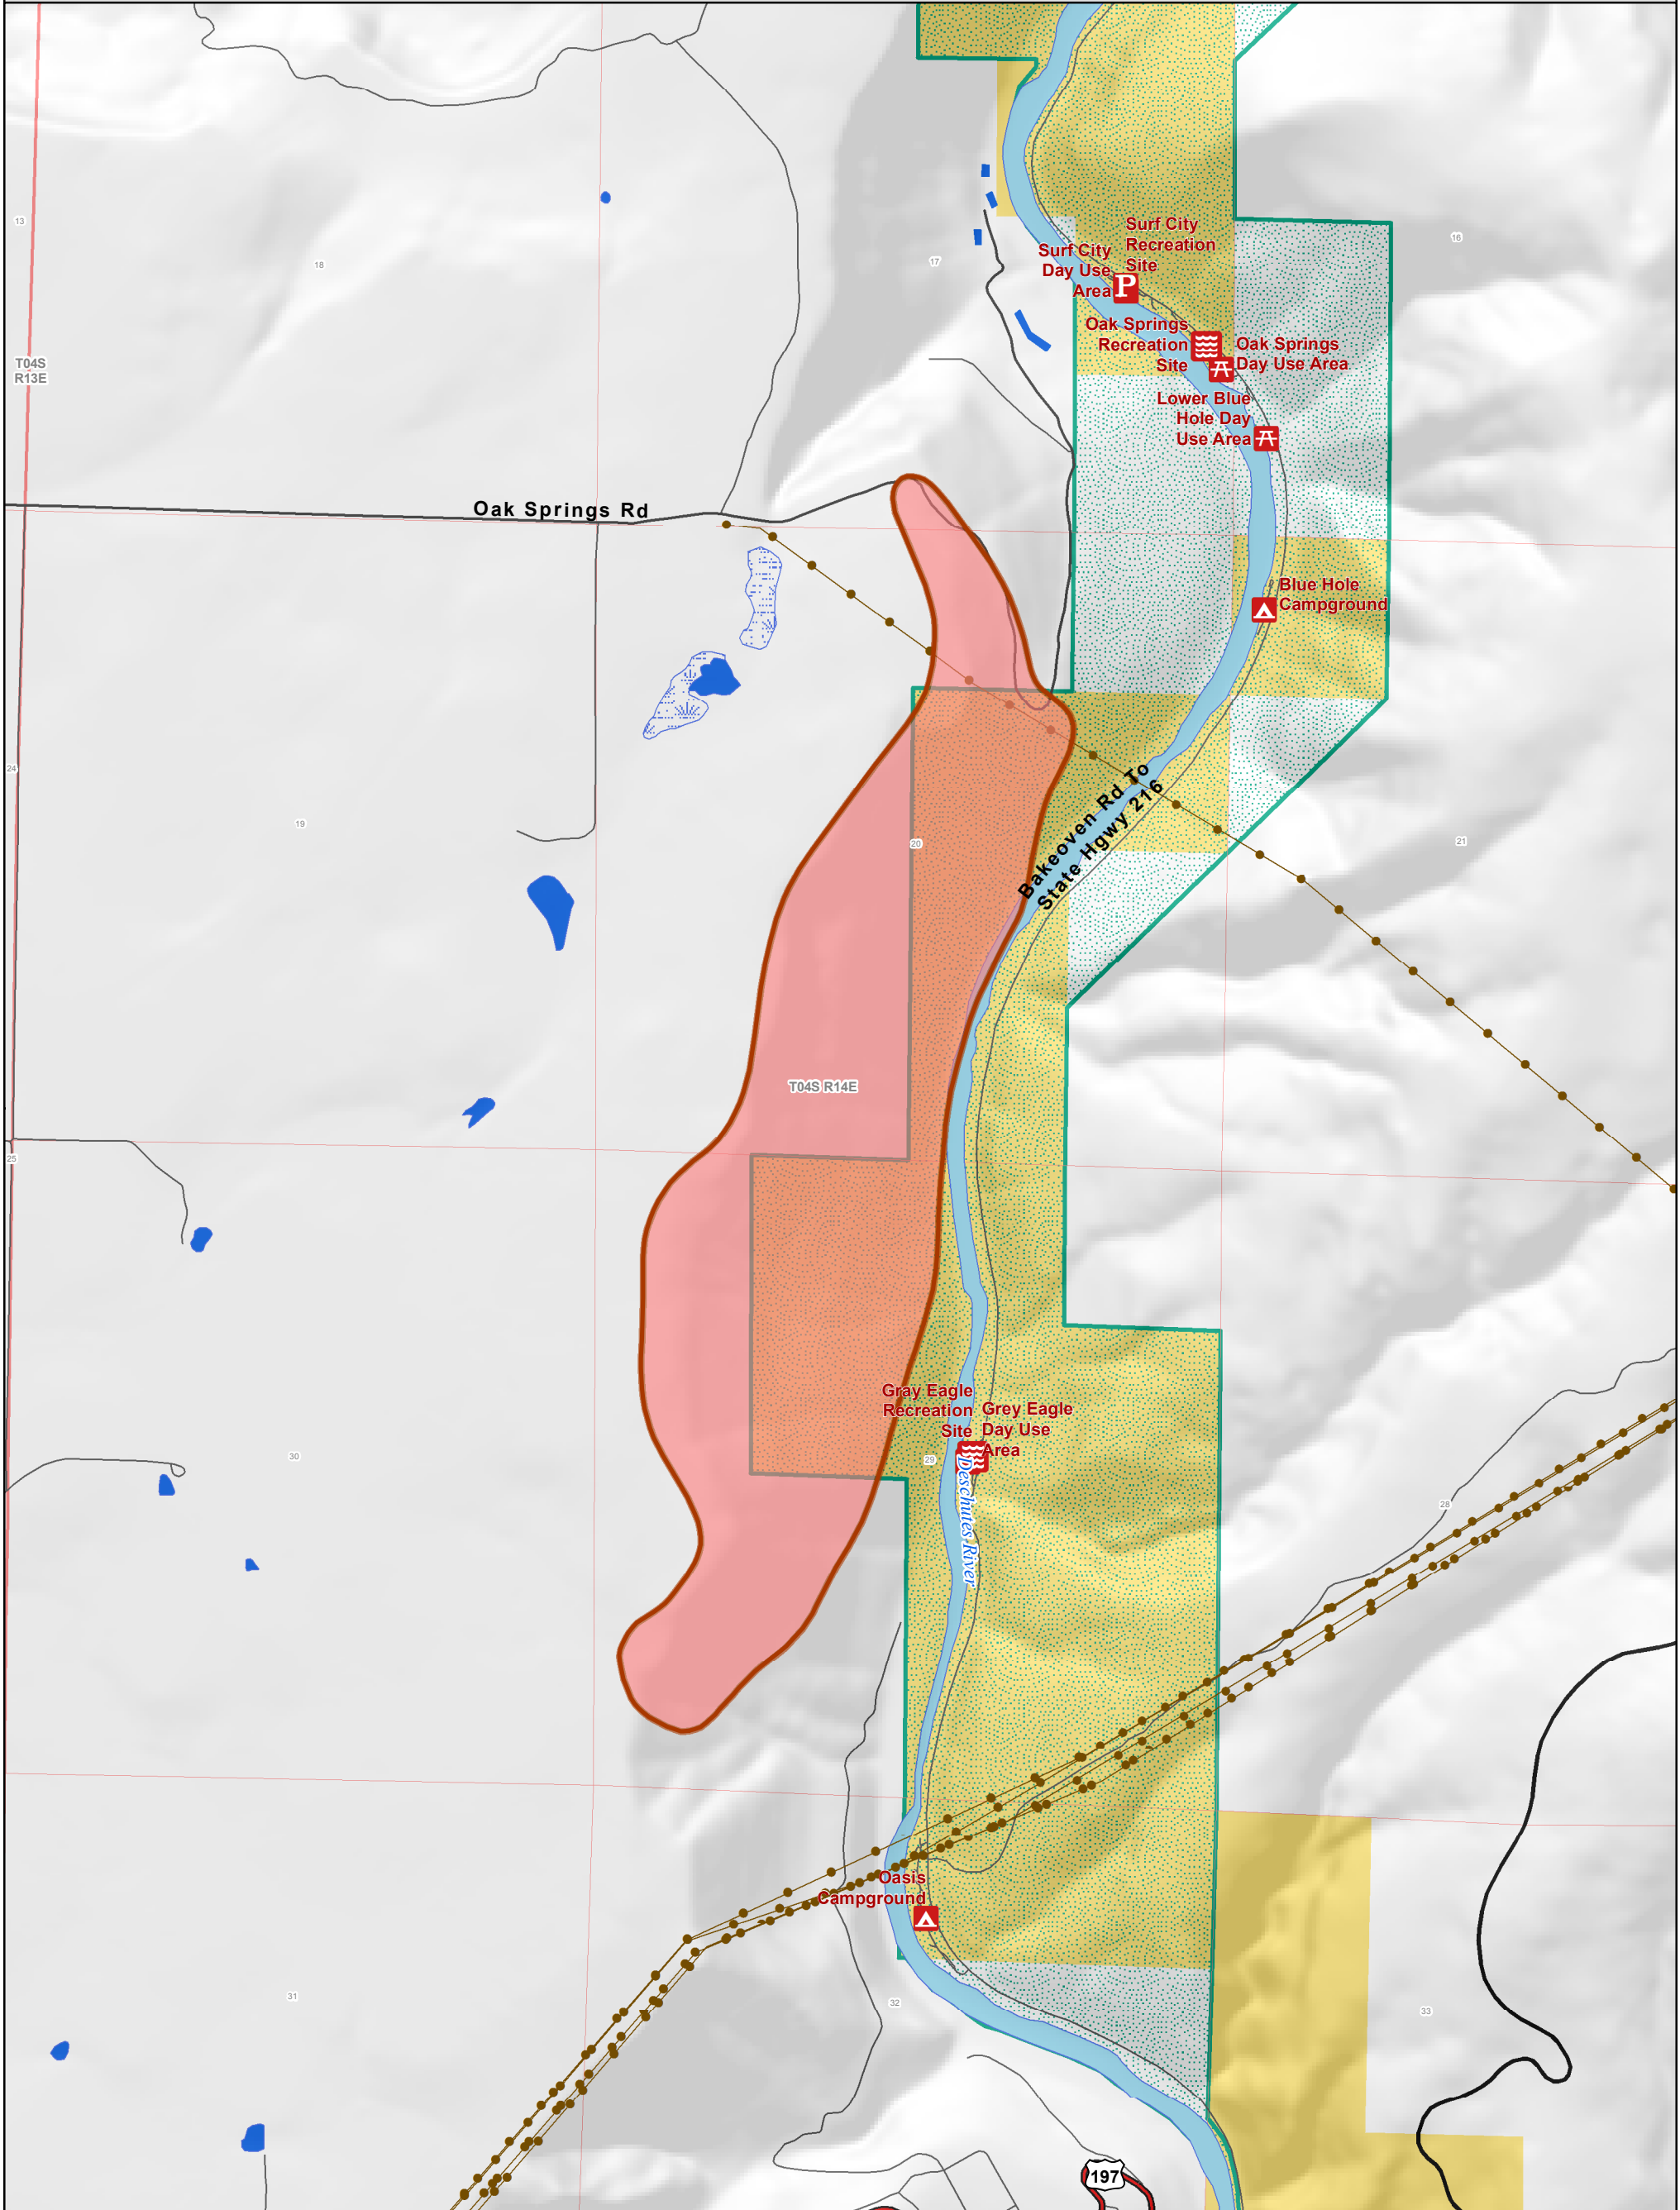 Surf City
Recreation
Site
13
16
Surf City
Day Use
Area
P
17
18
Oak Springs
Recreation
Site
Oak Springs
Day Use Area
T04S
R13E
Lower Blue
Hole Day
Use Area
Oak Springs Rd
Blue Hole
Campground
24
19
20
21
Bakeoven Rd To
State Hgwy 216
T04S R14E
25
Gray Eagle
Recreation
Site
Grey Eagle
Day Use
Area
30
29
28
Deschutes River
Oasis
Campground
31
32
33
197